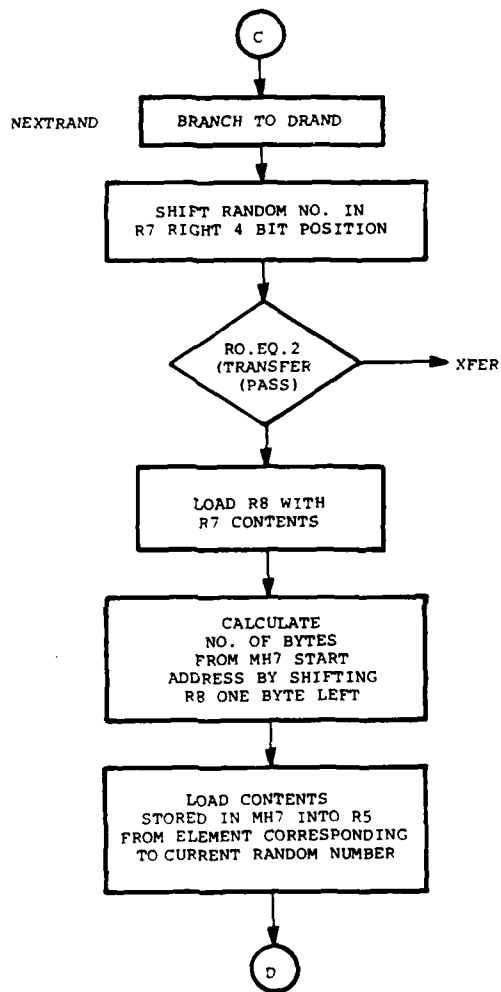 C
NEXTRAND
BRANCH TO DRAND
SHIFT RANDOM NO. IN
R7 RIGHT 4 BIT POSITION
RO.EQ.2
(TRANSFER
(PASS)
XFER
LOAD R8 WITH
R7 CONTENTS
CALCULATE
NO. OF BYTES
FROM MH7 START
ADDRESS BY SHIFTING
R8 ONE BYTE LEFT
LOAD CONTENTS
STORED IN MH7 INTO R5
FROM ELEMENT CORRESPONDING
TO CURRENT RANDOM NUMBER
D